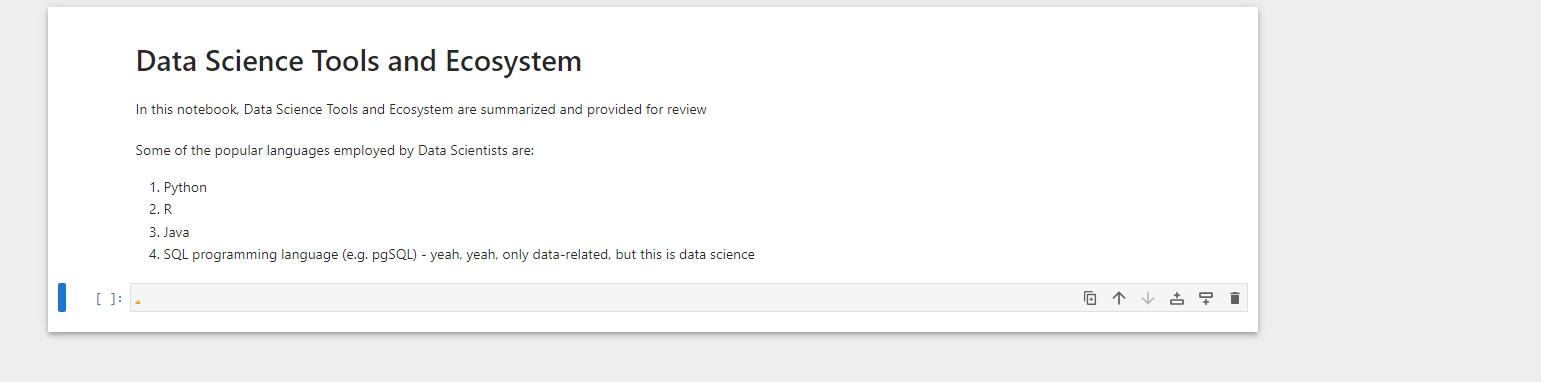 Data Science Tools and Ecosystem
In this notebook, Data Science Tools and Ecosystem are summarized and provided for review
Some of the popular languages employed by Data Scientists are:
1. Python
2. R
3. Java
4. SQL programming language (e.g. pgSQL) - yeah, yeah, only data-related, but this is data science
[ ]: